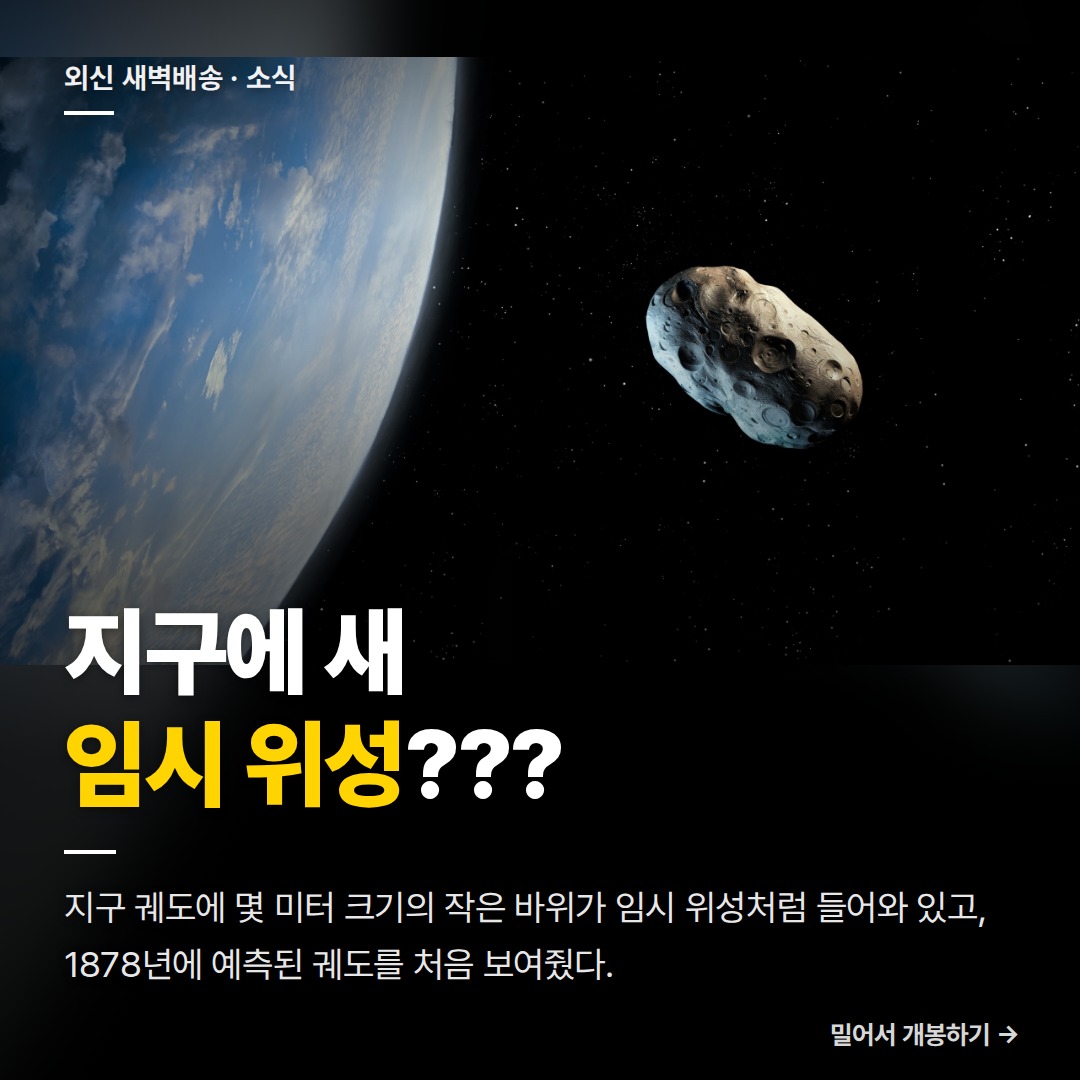 외신 새벽배송 · 소식
지구에 새
임시 위성???
지구 궤도에 몇 미터 크기의 작은 바위가 임시 위성처럼 들어와 있고,
1878년에 예측된 궤도를 처음 보여줬다.
밀어서 개봉하기 →